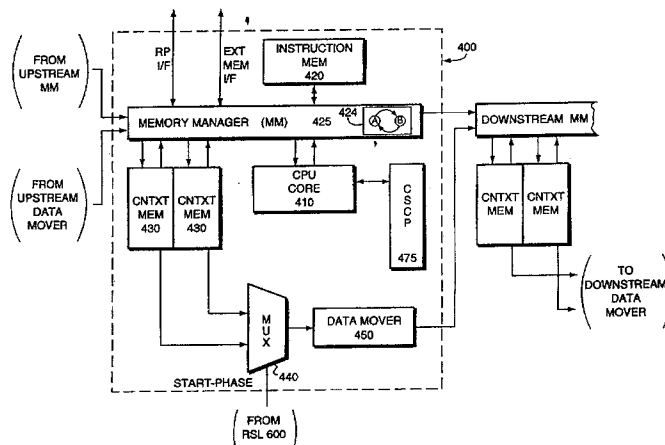 (FROM
UPSTREAM
MM)
RP
I/F
EXT
MEM
I/F
INSTRUCTION
MEM
420
400
MEMORY MANAGER (MM) 425
424
A B
DOWNSTREAM MM
(FROM
UPSTREAM
DATA
MOVER)
CNTXT
MEM
430
CNTXT
MEM
430
CPU
CORE
410
CSCP
475
CNTXT
MEM
CNTXT
MEM
(TO
DOWNSTREAM
DATA
MOVER)
MUX
440
DATA MOVER
450
START-PHASE
(FROM
RSL 600)